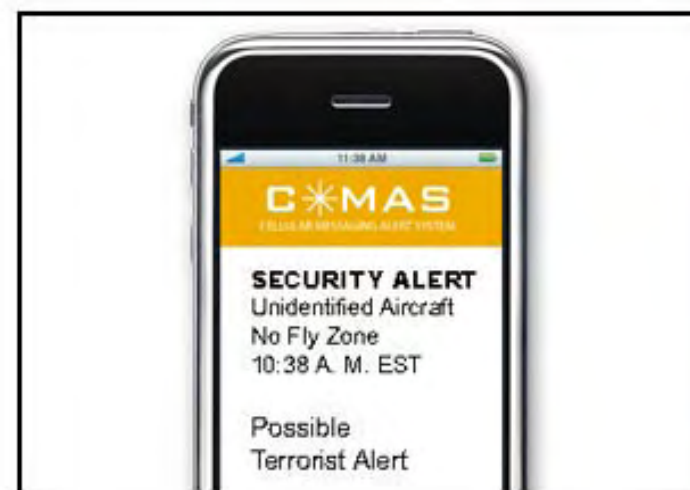 11:38 AM
C*MAS
CELLULAR MESSAGING ALERT SYSTEM
SECURITY ALERT
Unidentified Aircraft
No Fly Zone
10:38 A. M. EST
Possible
Terrorist Alert